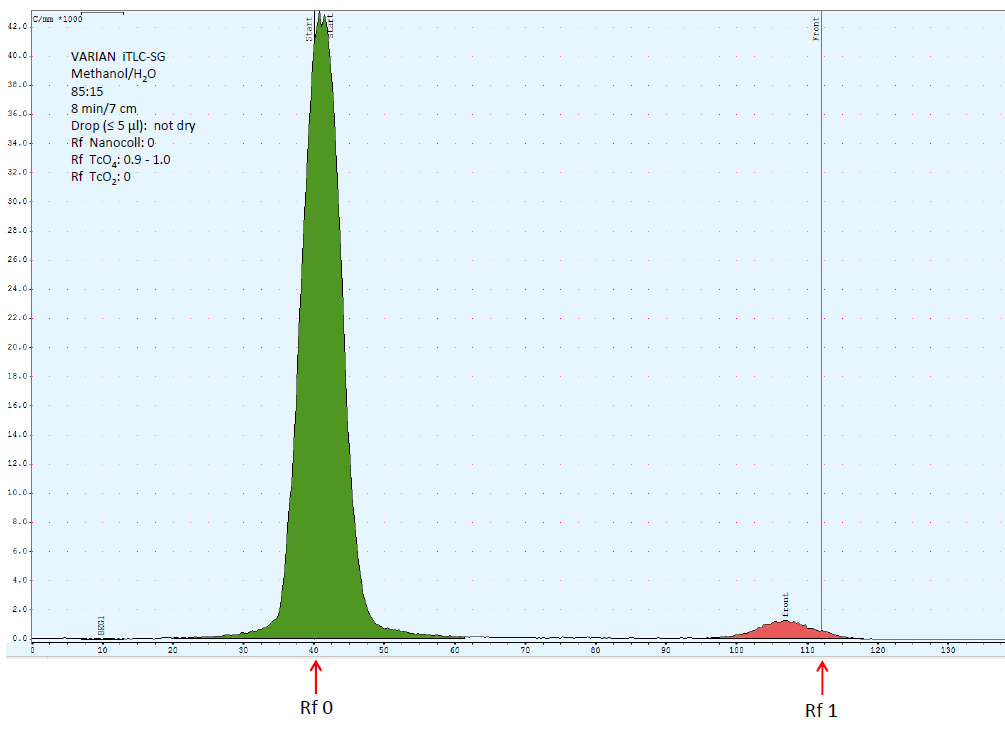 C/mm *1000
Start
Start
Front
42.0
40.0
38.0
36.0
34.0
32.0
30.0
28.0
26.0
24.0
22.0
20.0
18.0
16.0
14.0
12.0
10.0
8.0
6.0
4.0
2.0
0.0
VARIAN iTLC-SG
Methanol/H₂O
85:15
8 min/7 cm
Drop (≤ 5 µl): not dry
Rf Nanocoll: 0
Rf TcO₄: 0.9 - 1.0
Rf TcO₂: 0
BKG1
front
0 10 20 30 40 50 60 70 80 90 100 110 120 130
Rf 0
Rf 1